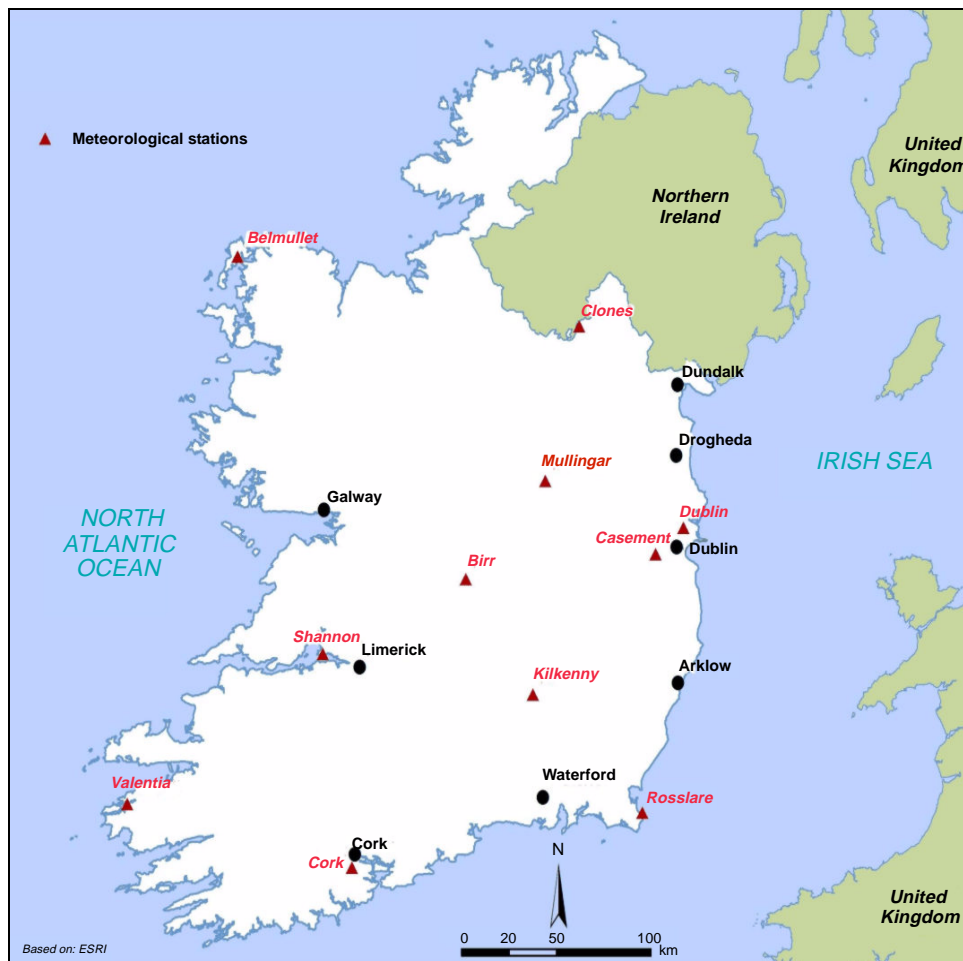 Meteorological stations
United
Kingdom
Northern
Ireland
Belmullet
Clones
Dundalk
Drogheda
Mullingar
IRISH SEA
Galway
NORTH
ATLANTIC
OCEAN
Dublin
Casement
Dublin
Birr
Shannon
Limerick
Kilkenny
Arklow
Valentia
Waterford
Rosslare
Cork
Cork
N
United
Kingdom
0 20 50 100
km
Based on: ESRI